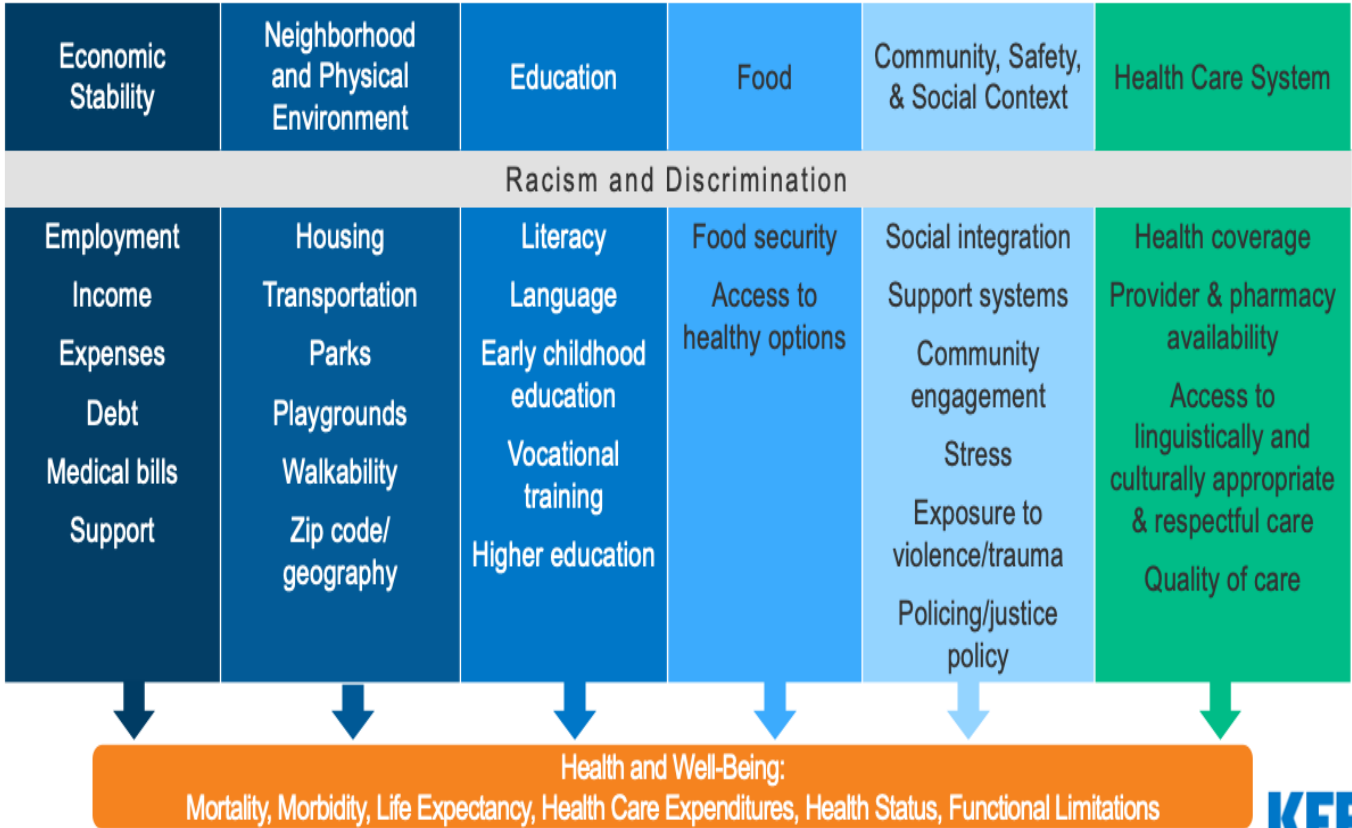 Economic
Stability
Neighborhood
and Physical
Environment
Education
Food
Community, Safety,
& Social Context
Health Care System
Racism and Discrimination
Employment
Income
Expenses
Debt
Medical bills
Support
Housing
Transportation
Parks
Playgrounds
Walkability
Zip code/
geography
Literacy
Language
Early childhood
education
Vocational
training
Higher education
Food security
Access to
healthy options
Social integration
Support systems
Community
engagement
Stress
Exposure to
violence/trauma
Policing/justice
policy
Health coverage
Provider & pharmacy
availability
Access to
linguistically and
culturally appropriate
& respectful care
Quality of care
Health and Well-Being:
Mortality, Morbidity, Life Expectancy, Health Care Expenditures, Health Status, Functional Limitations